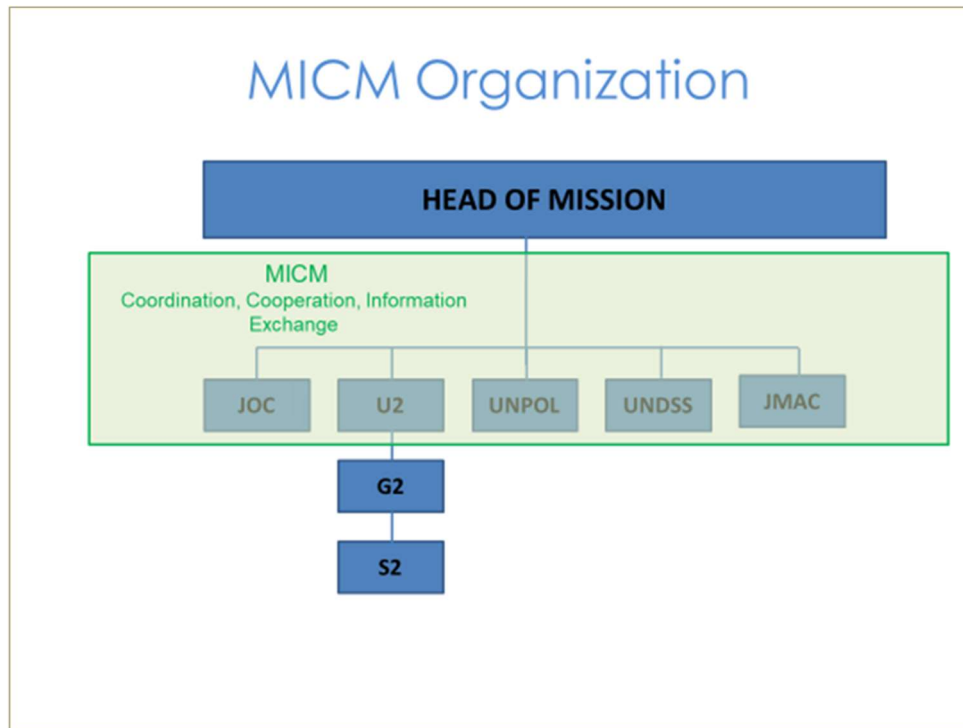 MICM Organization
HEAD OF MISSION
MICM
Coordination, Cooperation, Information
Exchange
JOC
U2
UNPOL
UNDSS
JMAC
G2
S2